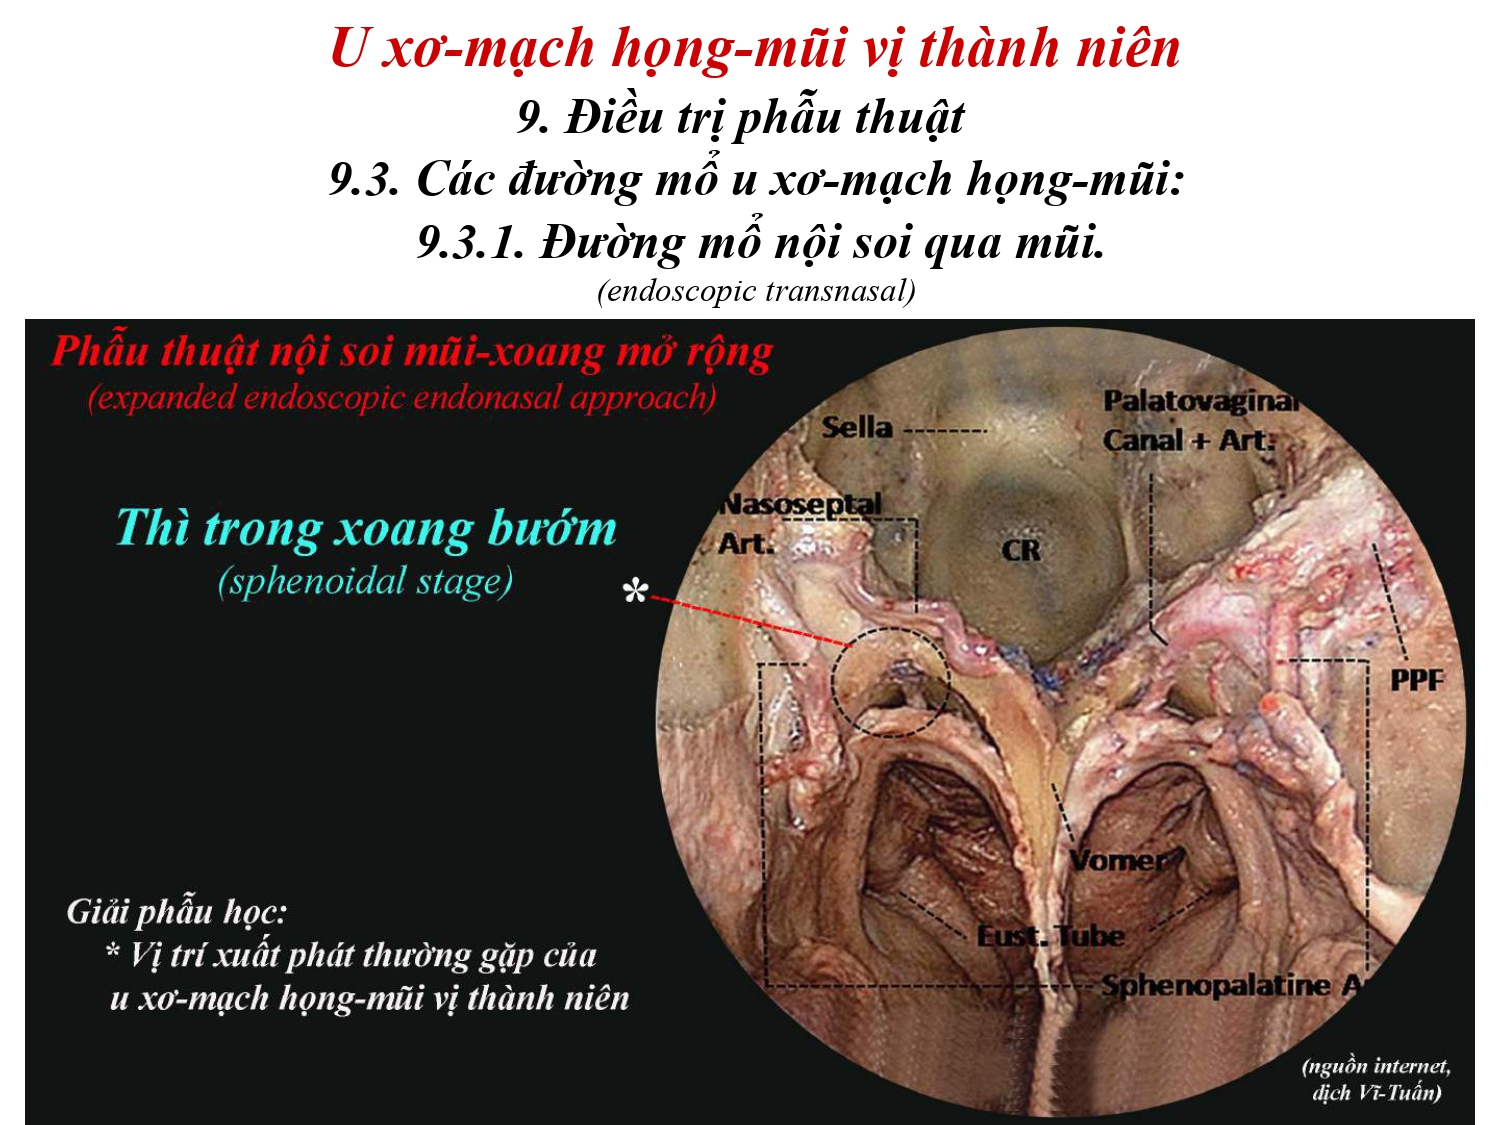 U xơ-mạch họng-mũi vị thành niên
9. Điều trị phẫu thuật
9.3. Các đường mổ u xơ-mạch họng-mũi:
9.3.1. Đường mổ nội soi qua mũi.
(endoscopic transnasal)
Phẫu thuật nội soi mũi-xoang mở rộng
(expanded endoscopic endonasal approach)
Thì trong xoang bướm
(sphenoidal stage)
*
Sella
Palatovaginal
Canal + Art.
Nasoseptal
Art.
CR
PPF
Vomer
Eust. Tube
Sphenopalatine A
Giải phẫu học:
* Vị trí xuất phát thường gặp của
u xơ-mạch họng-mũi vị thành niên
(nguồn internet,
dịch Vĩ-Tuấn)